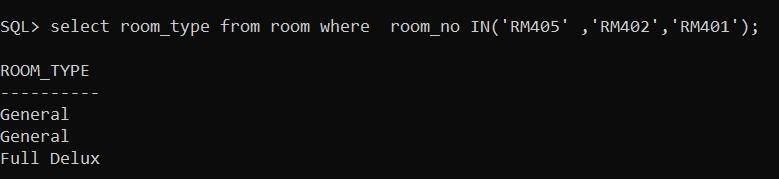 SQL> select room_type from room where  room_no IN('RM405' ,'RM402','RM401');
ROOM_TYPE
----------
General
General
Full Delux